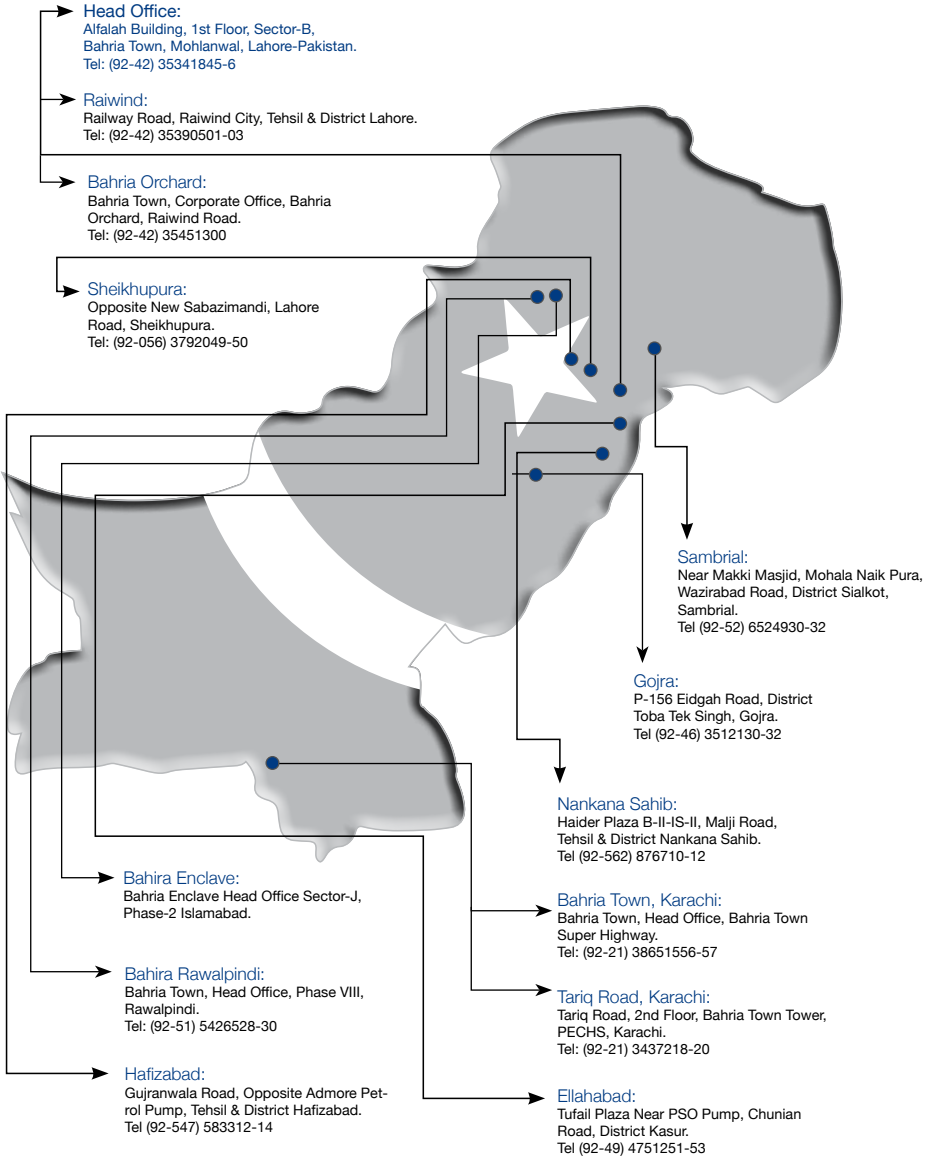 Head Office:
Alfalah Building, 1st Floor, Sector-B,
Bahria Town, Mohlanwal, Lahore-Pakistan.
Tel: (92-42) 35341845-6
Raiwind:
Railway Road, Raiwind City, Tehsil & District Lahore.
Tel: (92-42) 35390501-03
Bahria Orchard:
Bahria Town, Corporate Office, Bahria
Orchard, Raiwind Road.
Tel: (92-42) 35451300
Sheikhupura:
Opposite New Sabazimandi, Lahore
Road, Sheikhupura.
Tel: (92-056) 3792049-50
Sambrial:
Near Makki Masjid, Mohala Naik Pura,
Wazirabad Road, District Sialkot,
Sambrial.
Tel (92-52) 6524930-32
Gojra:
P-156 Eidgah Road, District
Toba Tek Singh, Gojra.
Tel (92-46) 3512130-32
Nankana Sahib:
Haider Plaza B-II-IS-II, Malji Road,
Tehsil & District Nankana Sahib.
Tel (92-562) 876710-12
Bahira Enclave:
Bahria Enclave Head Office Sector-J,
Phase-2 Islamabad.
Bahria Town, Karachi:
Bahria Town, Head Office, Bahria Town
Super Highway.
Tel: (92-21) 38651556-57
Bahira Rawalpindi:
Bahria Town, Head Office, Phase VIII,
Rawalpindi.
Tel: (92-51) 5426528-30
Tariq Road, Karachi:
Tariq Road, 2nd Floor, Bahria Town Tower,
PECHS, Karachi.
Tel: (92-21) 3437218-20
Hafizabad:
Gujranwala Road, Opposite Admore Pet-
rol Pump, Tehsil & District Hafizabad.
Tel (92-547) 583312-14
Ellahabad:
Tufail Plaza Near PSO Pump, Chunian
Road, District Kasur.
Tel (92-49) 4751251-53